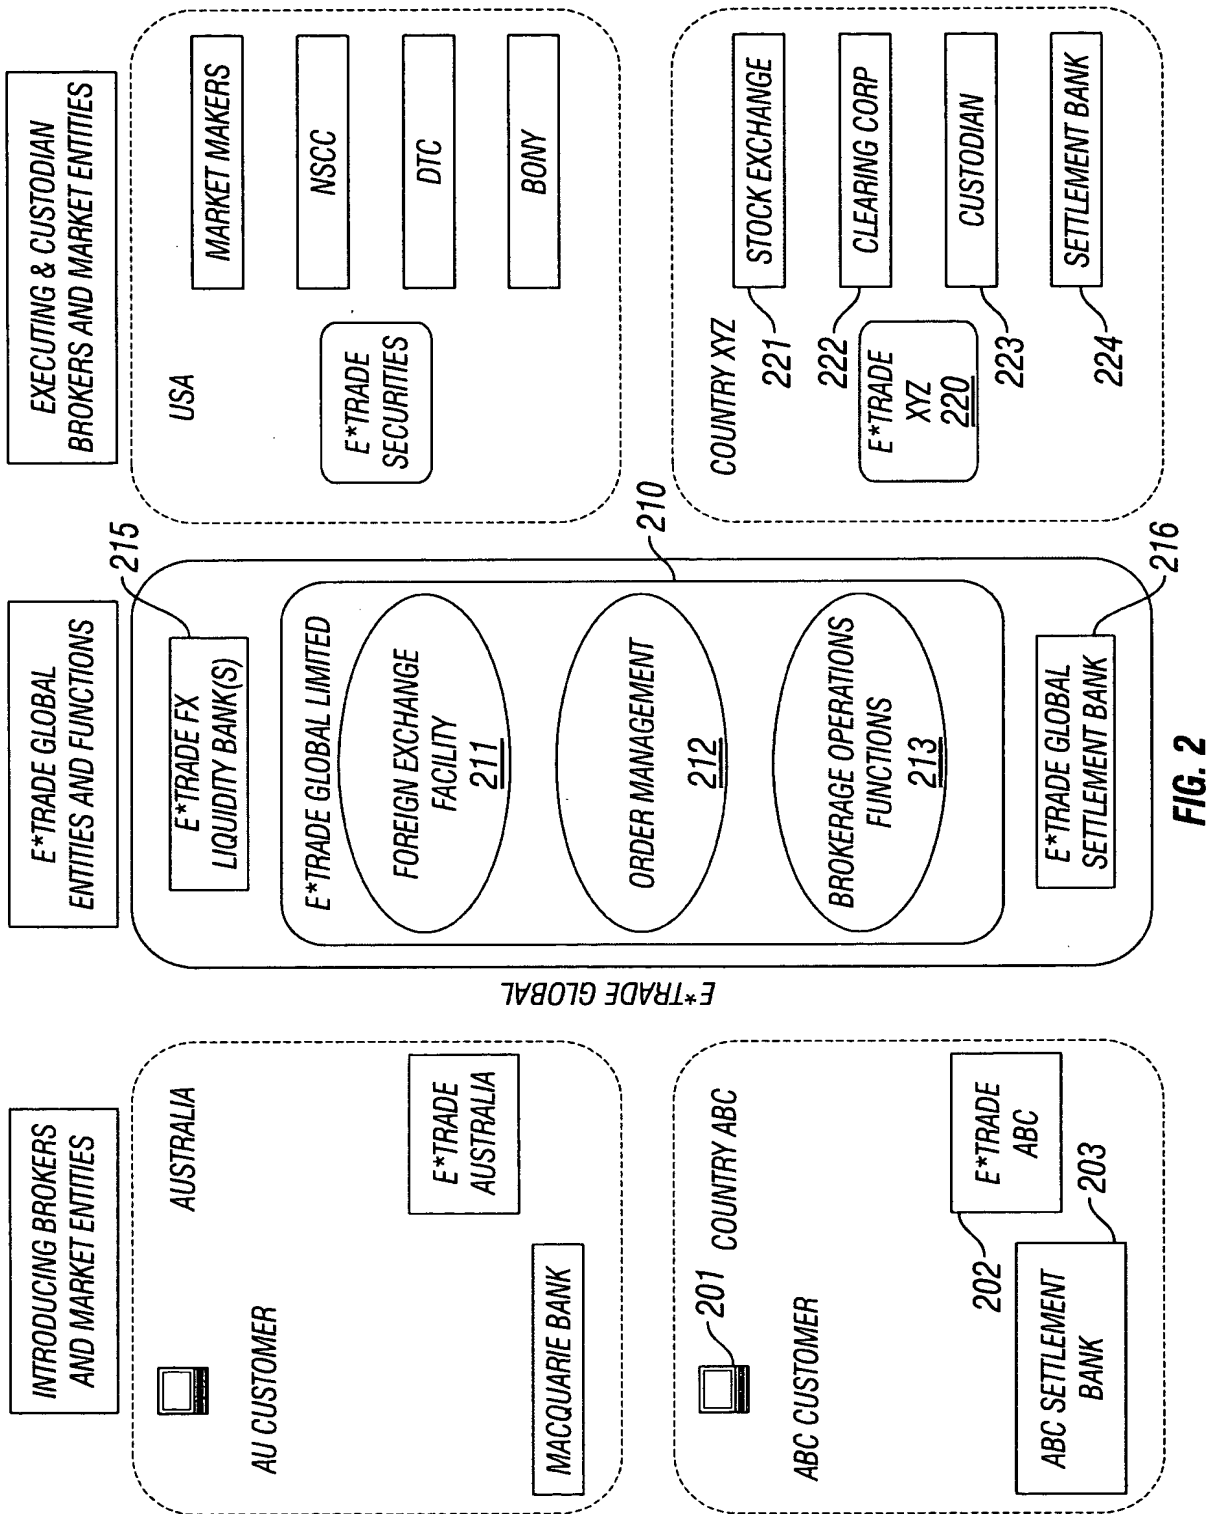 INTRODUCING BROKERS
AND MARKET ENTITIES
AUSTRALIA
AU CUSTOMER
E*TRADE
AUSTRALIA
MACQUARIE BANK
201
COUNTRY ABC
ABC CUSTOMER
202
E*TRADE
ABC
203
ABC SETTLEMENT
BANK
E*TRADE GLOBAL
E*TRADE GLOBAL
ENTITIES AND FUNCTIONS
215
E*TRADE FX
LIQUIDITY BANK(S)
E*TRADE GLOBAL LIMITED
210
FOREIGN EXCHANGE
FACILITY
211
ORDER MANAGEMENT
212
BROKERAGE OPERATIONS
FUNCTIONS
213
E*TRADE GLOBAL
SETTLEMENT BANK
216
EXECUTING & CUSTODIAN
BROKERS AND MARKET ENTITIES
USA
MARKET MAKERS
E*TRADE
SECURITIES
NSCC
DTC
BONY
COUNTRY XYZ
221
STOCK EXCHANGE
222
CLEARING CORP
E*TRADE
XYZ
220
223
CUSTODIAN
224
SETTLEMENT BANK
FIG. 2